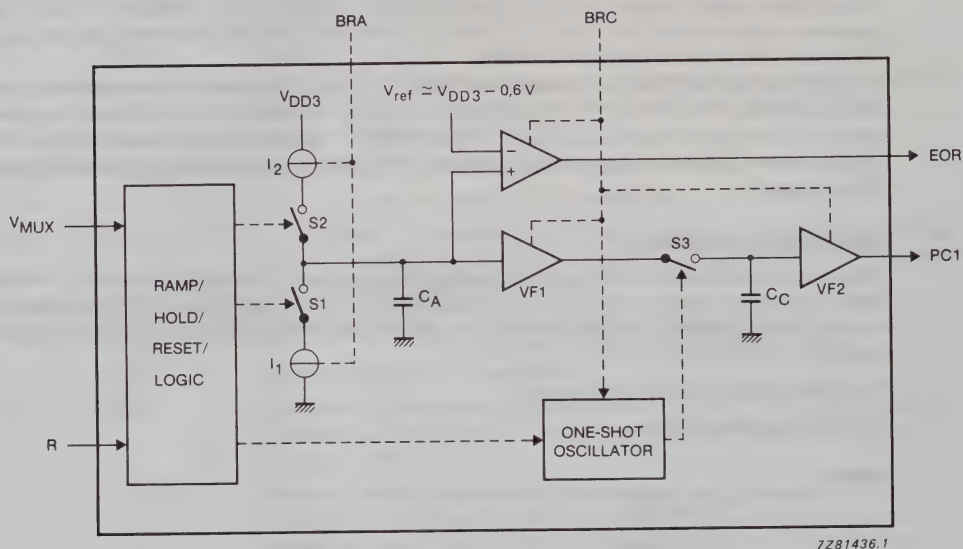 BRA
BRC
V_DD3
V_ref ≃ V_DD3 − 0,6 V
I_2
−
+
EOR
V_MUX
S2
S3
PC1
RAMP/
HOLD/
RESET/
LOGIC
S1
C_A
VF1
C_C
VF2
I_1
R
ONE-SHOT
OSCILLATOR
7Z81436.1